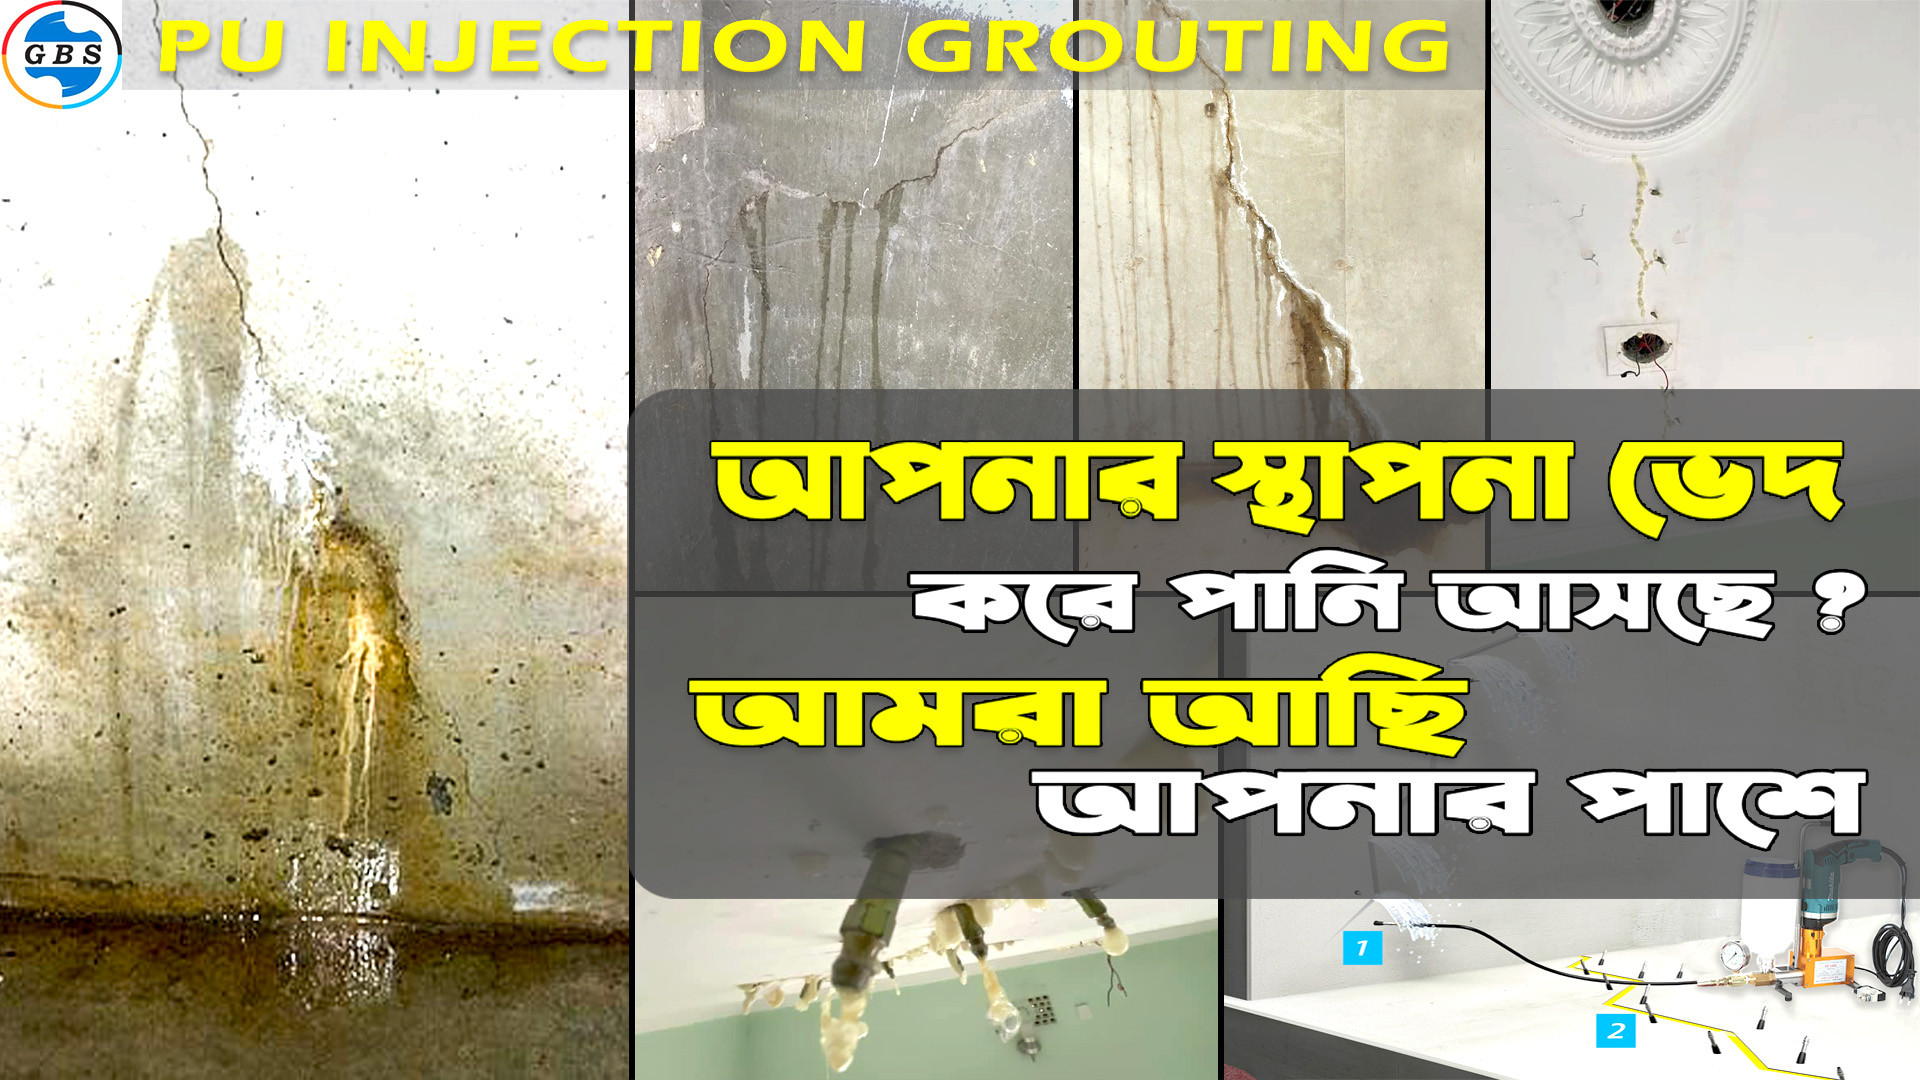 GBS
PU INJECTION GROUTING
আপনার স্থাপনা ভেদ
করে পানি আসছে ?
আমরা আছি
আপনার পাশে
1
2